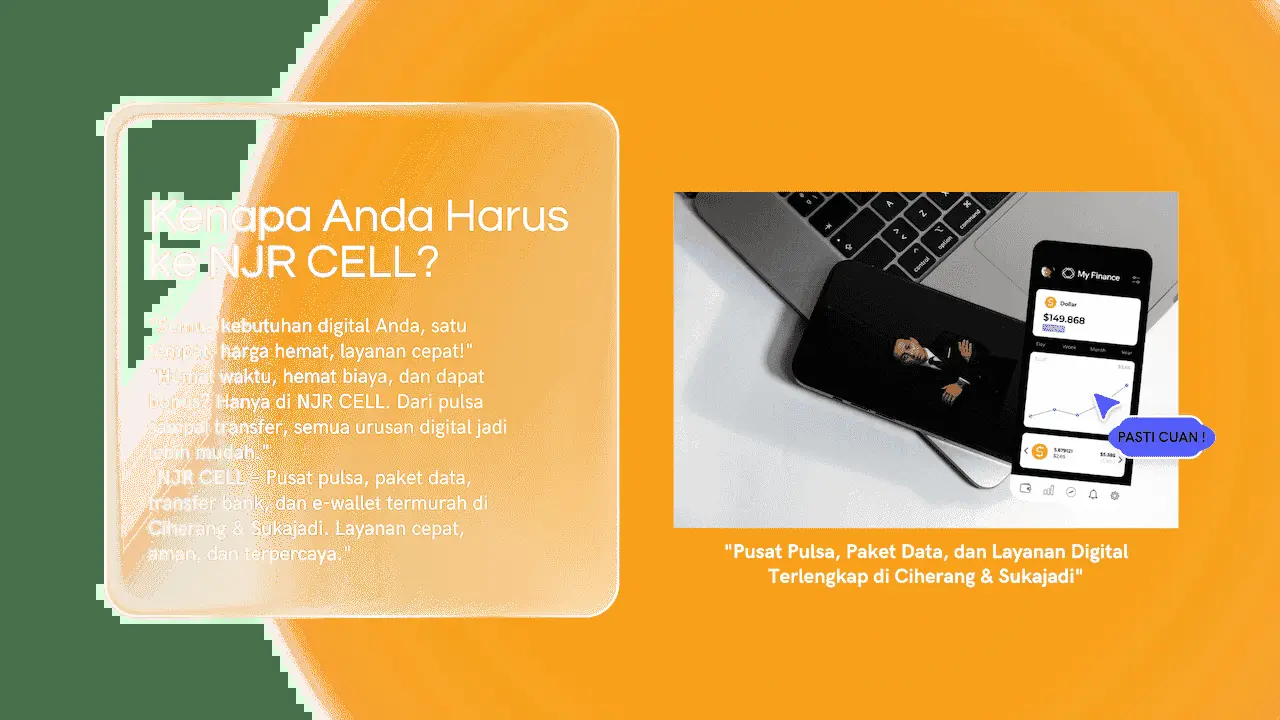 Kenapa Anda Harus
ke NJR CELL?
"Semua kebutuhan digital Anda, satu
tempat, harga hemat, layanan cepat!"
"Hemat waktu, hemat biaya, dan dapat
bonus? Hanya di NJR CELL. Dari pulsa
sampai transfer, semua urusan digital jadi
lebih mudah."
"NJR CELL – Pusat pulsa, paket data,
transfer bank, dan e-wallet termurah di
Ciherang & Sukajadi. Layanan cepat,
aman, dan terpercaya."
A
K
L
command
option
control
My Finance
Dollar
$149.868
Day Week Month Year
PASTI CUAN !
"Pusat Pulsa, Paket Data, dan Layanan Digital
Terlengkap di Ciherang & Sukajadi"